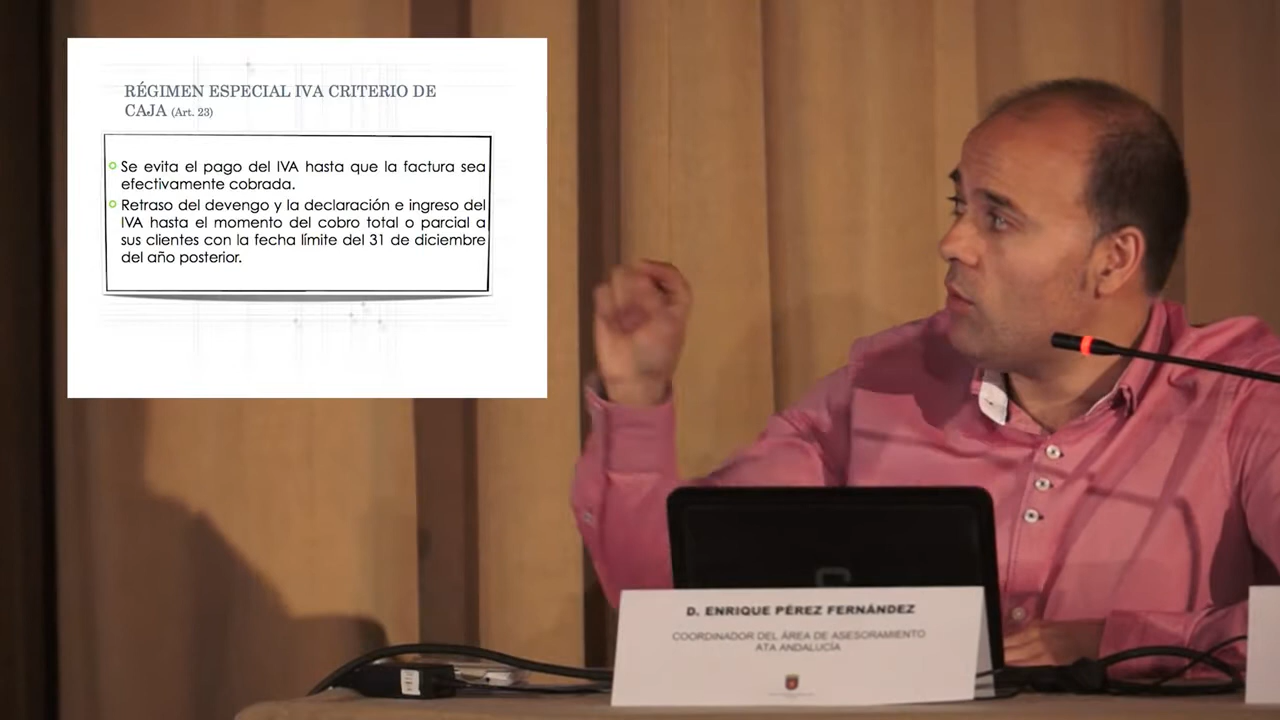 RÉGIMEN ESPECIAL IVA CRITERIO DE
CAJA (Art. 23)
Se evita el pago del IVA hasta que la factura sea
efectivamente cobrada.
Retraso del devengo y la declaración e ingreso del
IVA hasta el momento del cobro total o parcial a
sus clientes con la fecha límite del 31 de diciembre
del año posterior.
D. ENRIQUE PÉREZ FERNÁNDEZ
COORDINADOR DEL ÁREA DE ASESORAMIENTO
ATA ANDALUCÍA